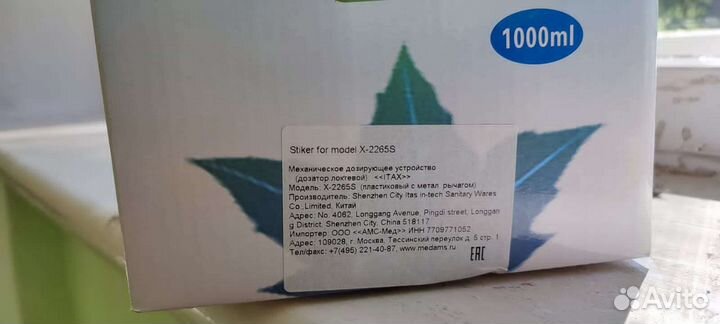 1000ml
Stiker for model X-2265S
Механическое дозирующее устройство
(дозатор локтевой) <<ITAX>>
Модель: X-2265S (пластиковый с метал. рычагом)
Производитель: Shenzhen City Itas in-tech Sanitary Wares
Co.,Limited, Китай
Адрес: No. 4062, Longgang Avenue, Pingdi street, Longgan
g District, Shenzhen City, China 518117
Импортер: ООО <<АМС-Мед>> ИНН 7709771052
Адрес: 109028, г. Москва, Тессинский переулок д. 5 стр. 1
Тел/факс: +7(495) 221-40-87, www.medams.ru
EAC
Avito